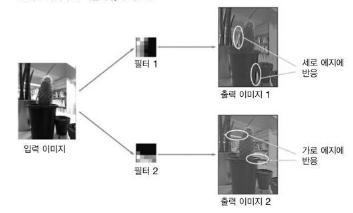 필터 1
세로 에지에
반응
출력 이미지 1
입력 이미지
가로 에지에
반응
필터 2
출력 이미지 2